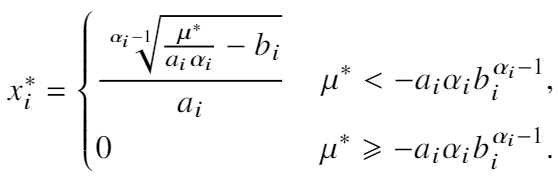 $x_i^* = \begin{cases} \dfrac{\sqrt[\alpha_i-1]{\frac{\mu^*}{a_i\alpha_i}} - b_i}{a_i} & \mu^* < -a_i\alpha_i b_i^{\alpha_i-1}, \\ 0 & \mu^* \geqslant -a_i\alpha_i b_i^{\alpha_i-1}. \end{cases}$